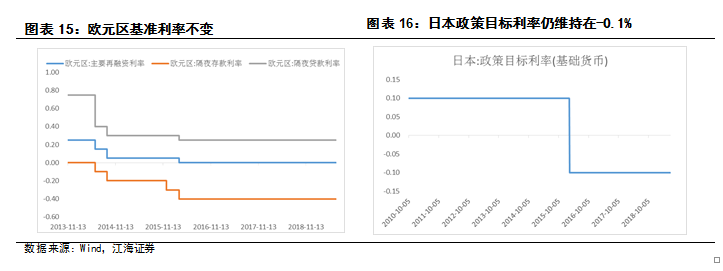 图表 15：欧元区基准利率不变
欧元区:主要再融资利率 欧元区:隔夜存款利率 欧元区:隔夜贷款利率
1.00
0.80
0.60
0.40
0.20
0.00
-0.20
-0.40
-0.60
2013-11-13 2014-11-13 2015-11-13 2016-11-13 2017-11-13 2018-11-13
图表 16：日本政策目标利率仍维持在-0.1%
日本:政策目标利率(基础货币)
0.15
0.10
0.05
0.00
-0.05
-0.10
-0.15
2010-10-05 2011-10-05 2012-10-05 2013-10-05 2014-10-05 2015-10-05 2016-10-05 2017-10-05 2018-10-05
数据来源：Wind，江海证券